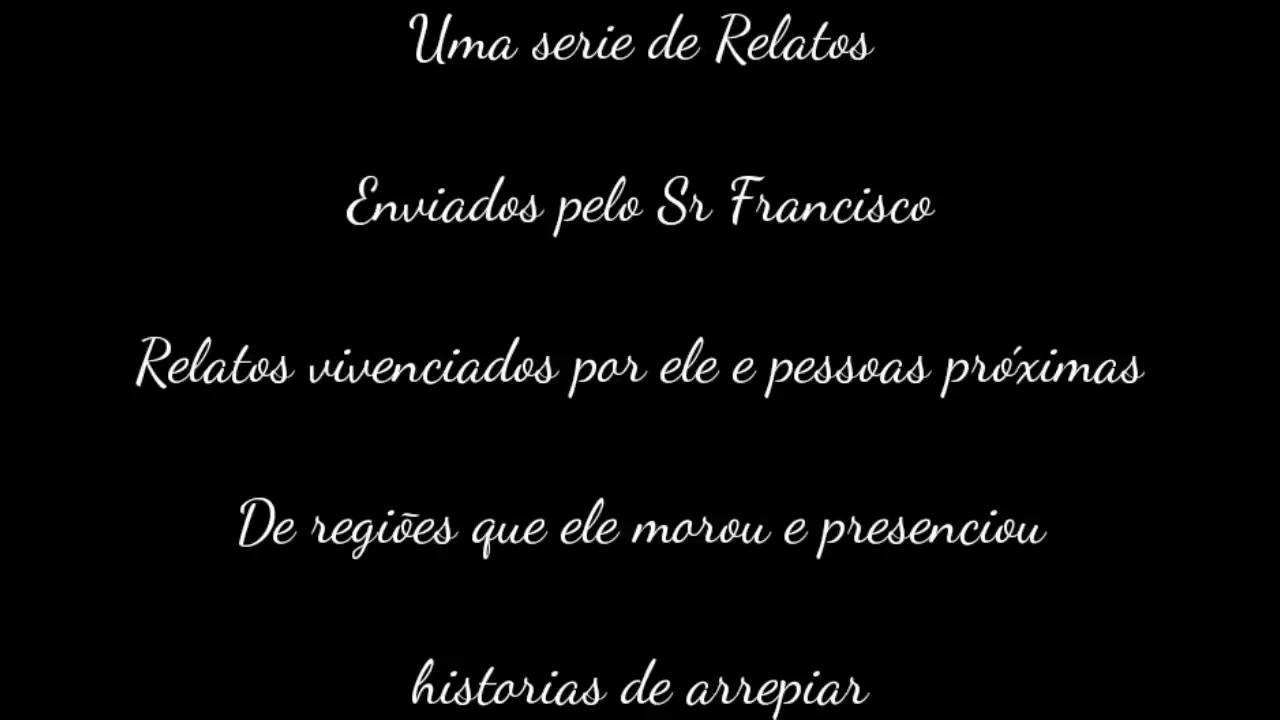 Uma serie de Relatos
Enviados pelo Sr Francisco
Relatos vivenciados por ele e pessoas próximas
De regiões que ele morou e presenciou
historias de arrepiar